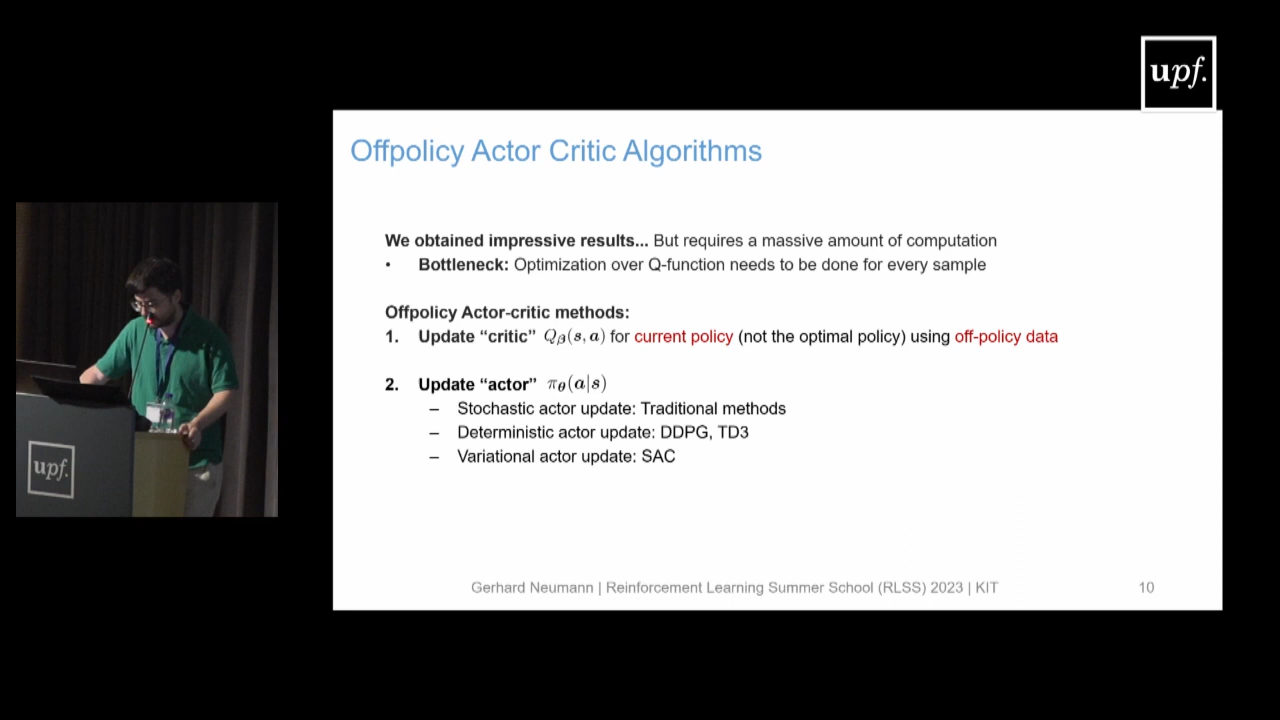 upf.
Offpolicy Actor Critic Algorithms
We obtained impressive results... But requires a massive amount of computation
• Bottleneck: Optimization over Q-function needs to be done for every sample
Offpolicy Actor-critic methods:
1. Update “critic” Qβ(s, a) for current policy (not the optimal policy) using off-policy data
2. Update “actor” πθ(a|s)
– Stochastic actor update: Traditional methods
– Deterministic actor update: DDPG, TD3
– Variational actor update: SAC
upf.
Gerhard Neumann | Reinforcement Learning Summer School (RLSS) 2023 | KIT
10